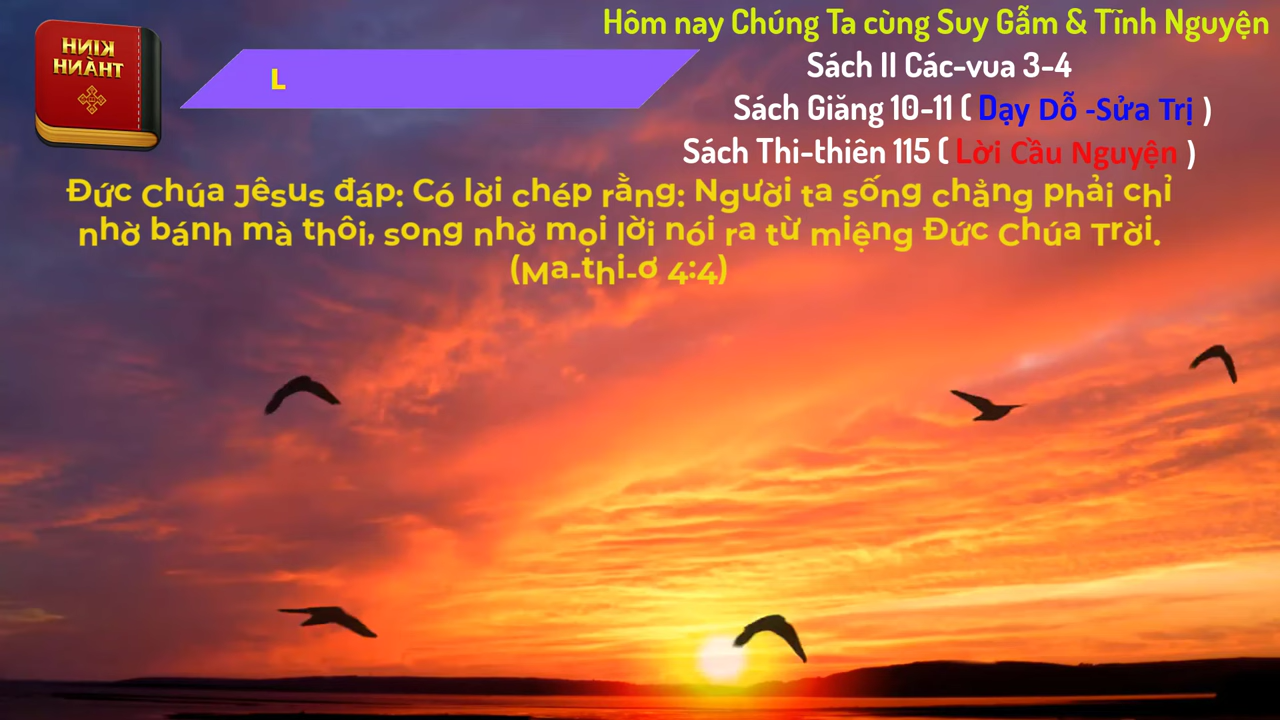 KINH
THÀNH
L
Hôm nay Chúng Ta cùng Suy Gẫm & Tĩnh Nguyện
Sách II Các-vua 3-4
Sách Giăng 10-11 ( Dạy Dỗ -Sửa Trị )
Sách Thi-thiên 115 ( Lời Cầu Nguyện )
Đức Chúa Jêsus đáp: Có lời chép rằng: Người ta sống chẳng phải chỉ
nhờ bánh mà thôi, song nhờ mọi lời nói ra từ miệng Đức Chúa Trời.
(Ma-thi-ơ 4:4)